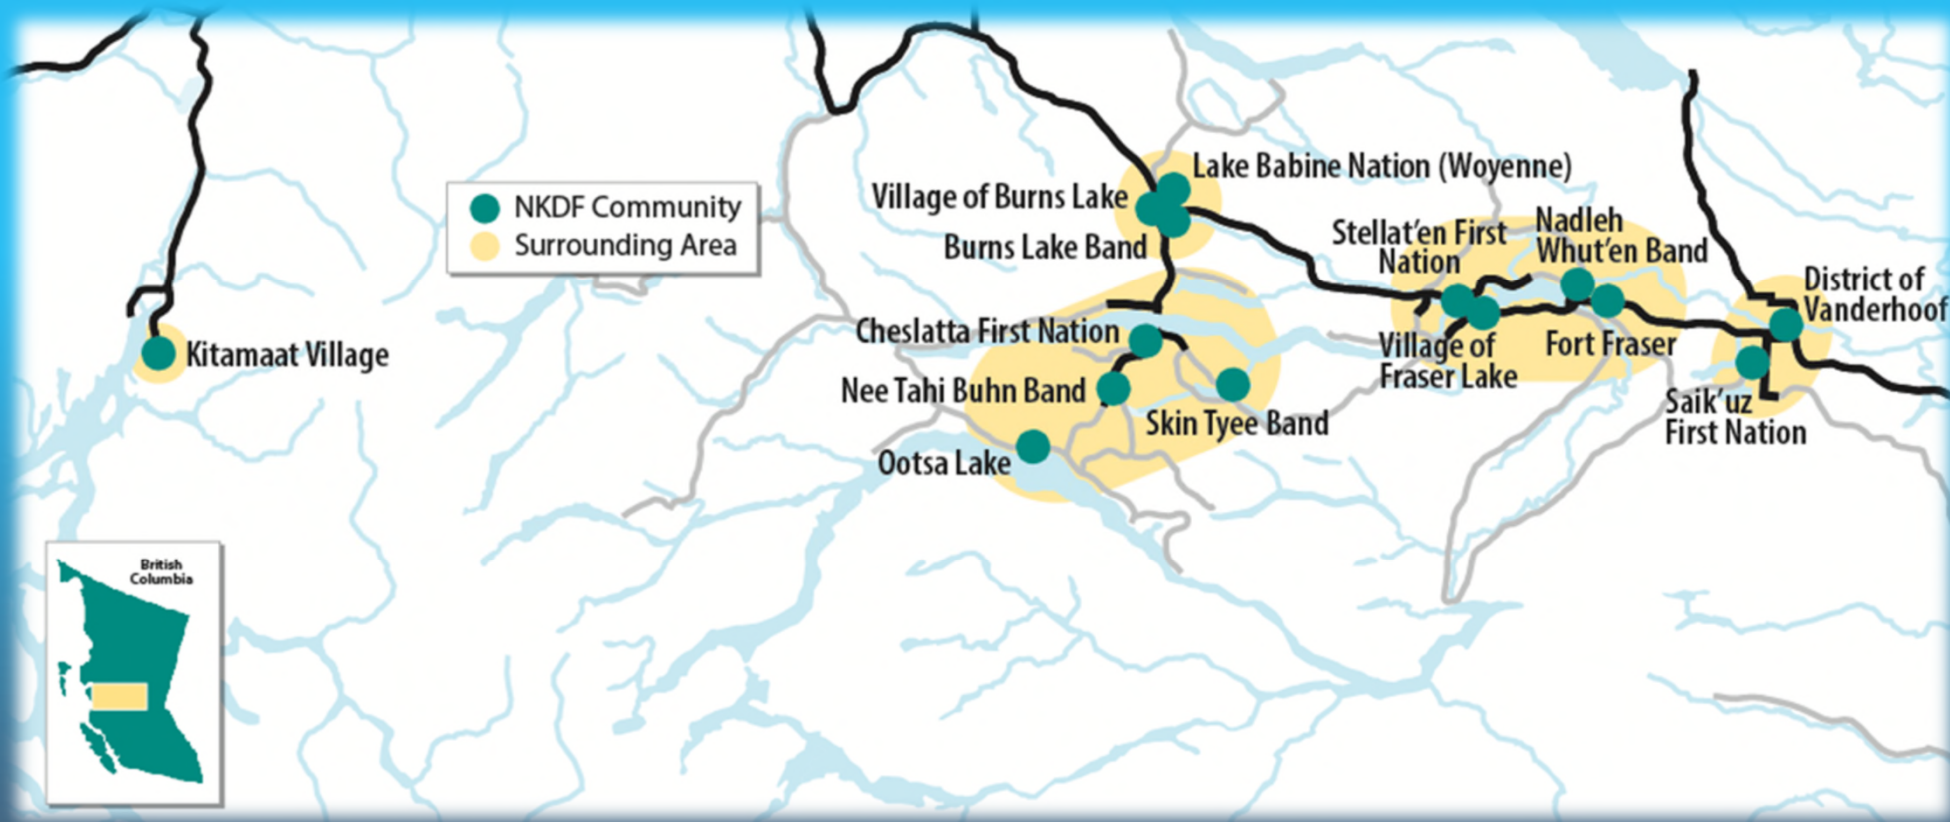 Lake Babine Nation (Woyenne)
Village of Burns Lake
Burns Lake Band
NKDF Community
Surrounding Area
Stellat'en First
Nation
Nadleh
Whut'en Band
District of
Vanderhoof
Kitamaat Village
Cheslatta First Nation
Village of
Fraser Lake
Fort Fraser
Nee Tahi Buhn Band
Skin Tyee Band
Saik'uz
First Nation
Ootsa Lake
British
Columbia